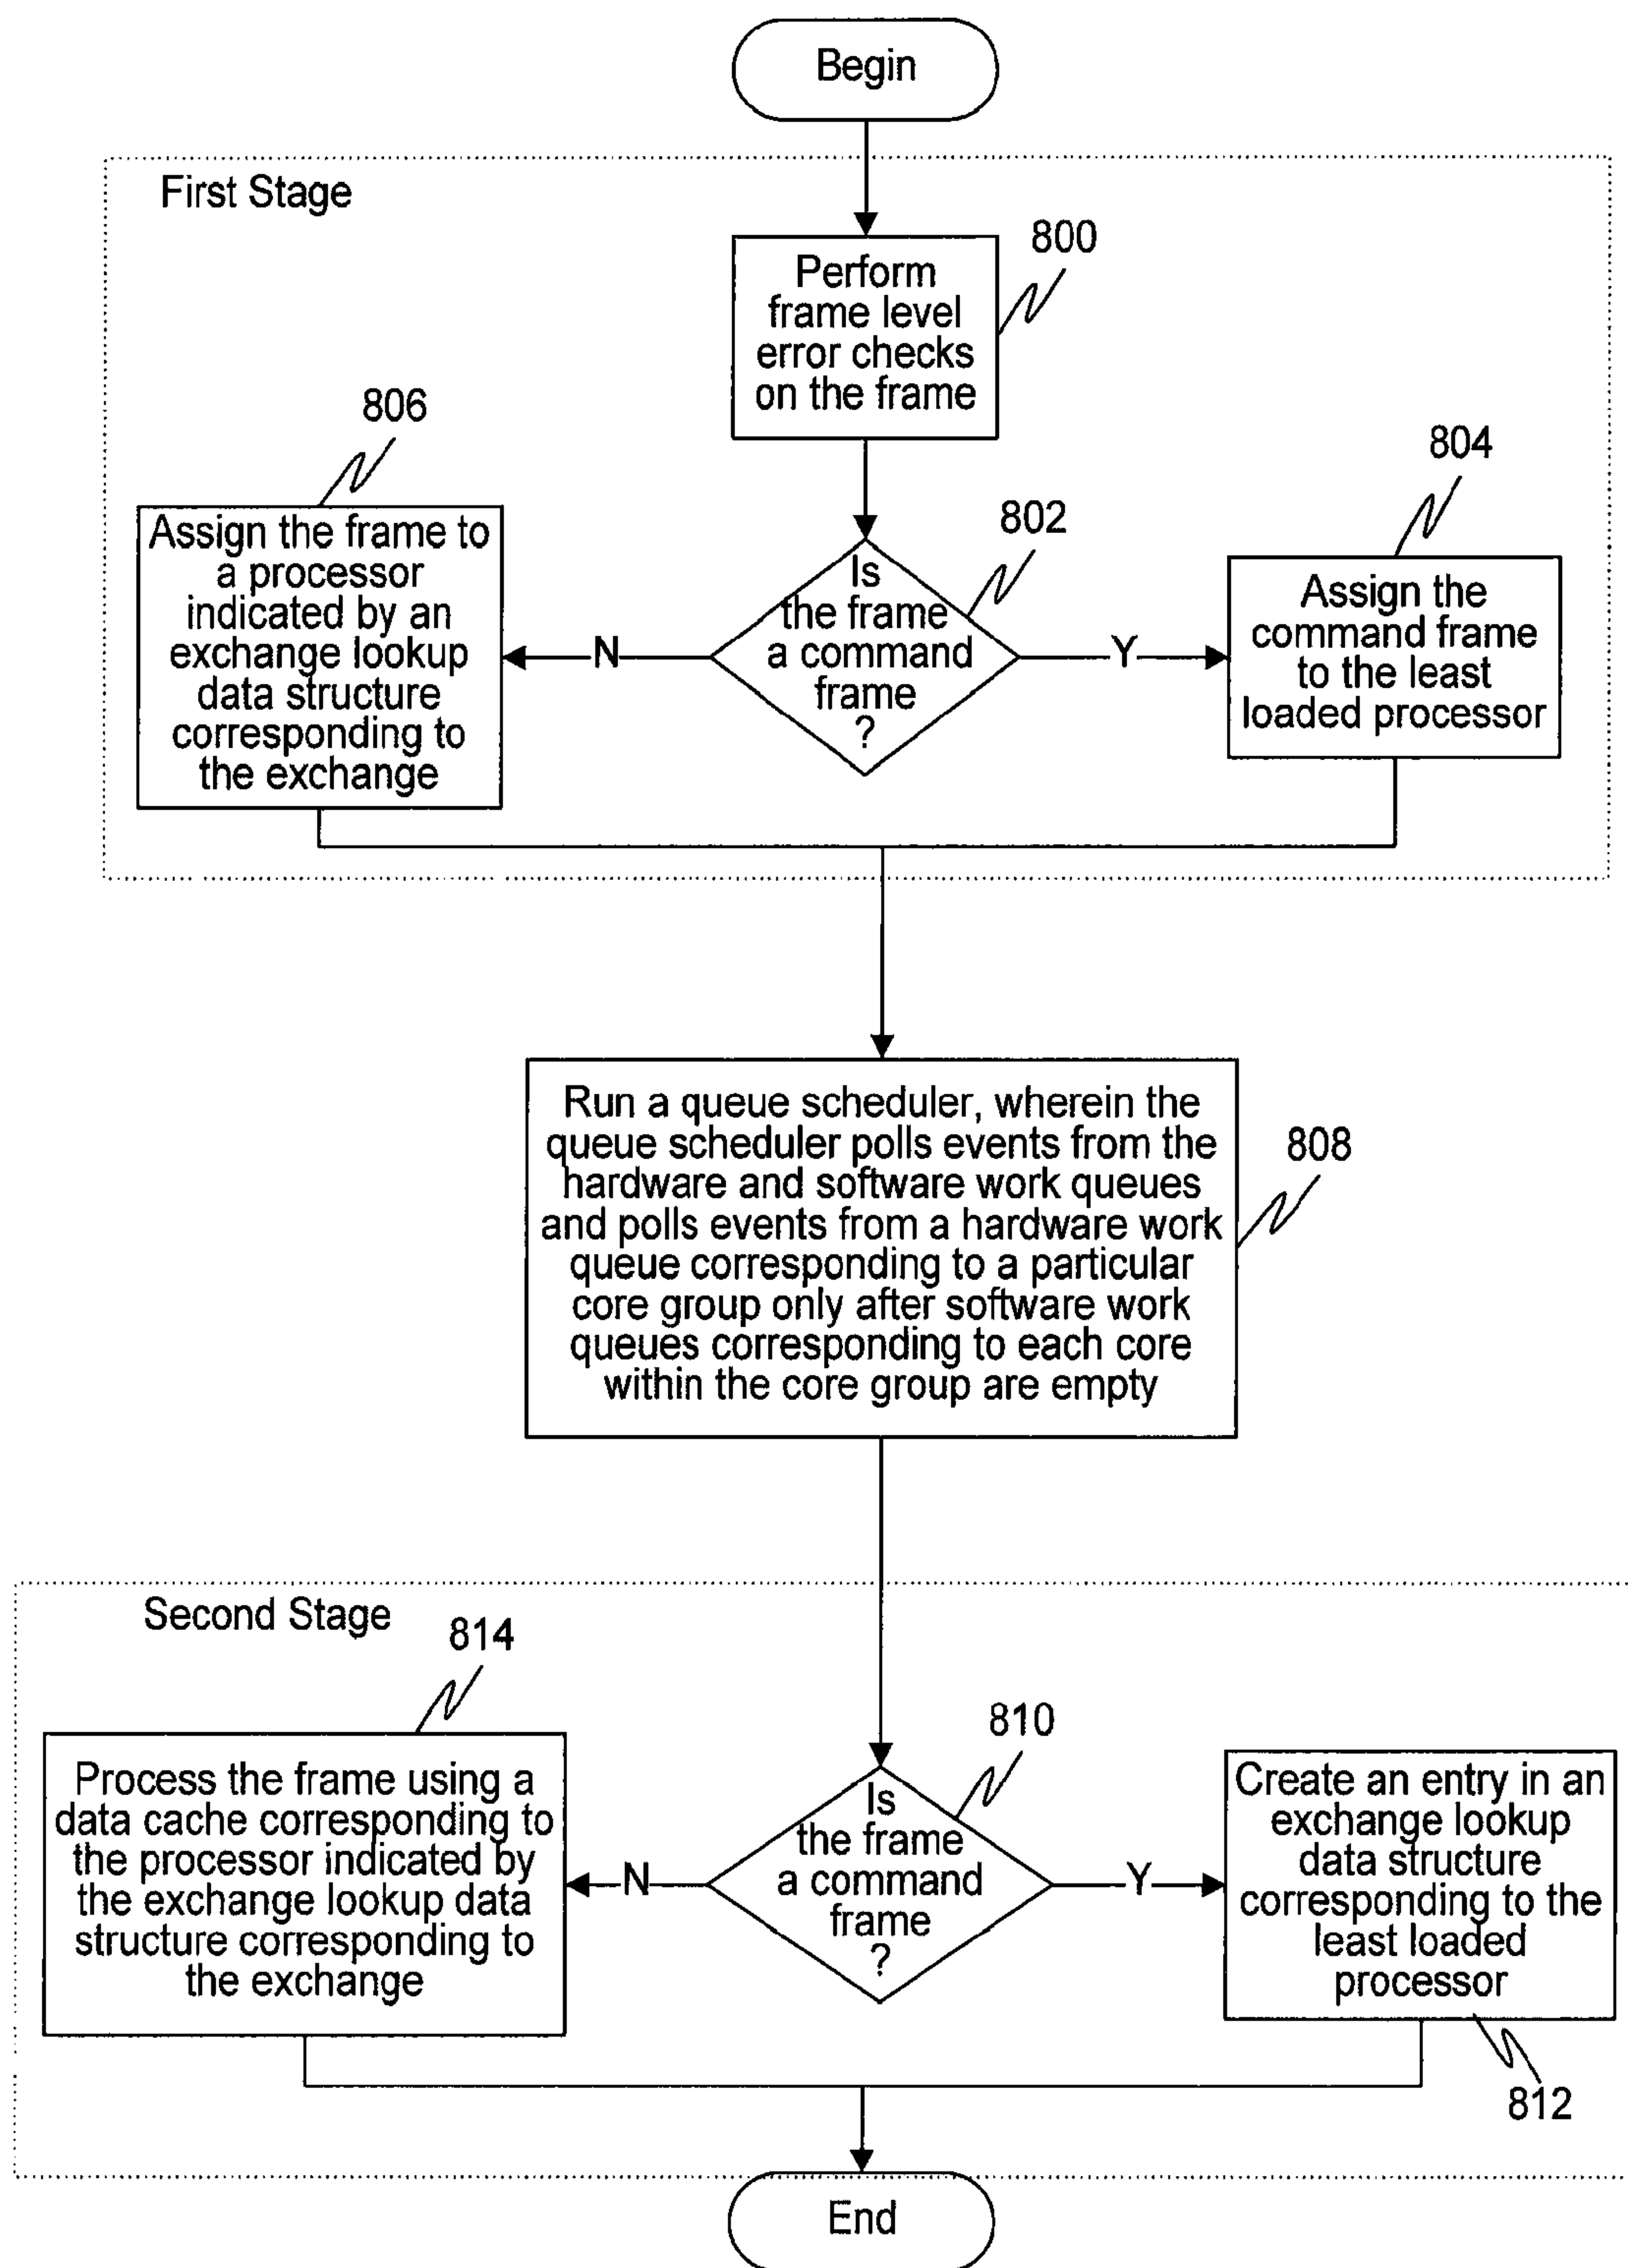 Begin
First Stage
800
Perform
frame level
error checks
on the frame
806
804
802
Assign the frame to
a processor
indicated by an
exchange lookup
data structure
corresponding to
the exchange
N
Is
the frame
a command
frame
?
Y
Assign the
command frame
to the least
loaded processor
Run a queue scheduler, wherein the
queue scheduler polls events from the
hardware and software work queues
and polls events from a hardware work
queue corresponding to a particular
core group only after software work
queues corresponding to each core
within the core group are empty
808
Second Stage
814
810
Process the frame using a
data cache corresponding to
the processor indicated by
the exchange lookup data
structure corresponding to
the exchange
N
Is
the frame
a command
frame
?
Y
Create an entry in an
exchange lookup
data structure
corresponding to the
least loaded
processor
812
End